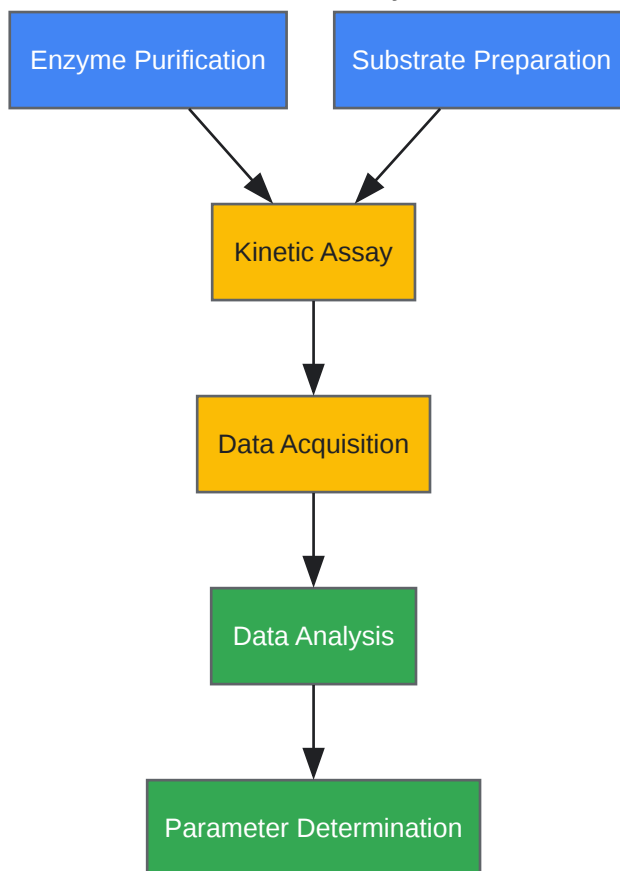 Enzyme Purification
Substrate Preparation
Kinetic Assay
Data Acquisition
Data Analysis
Parameter Determination